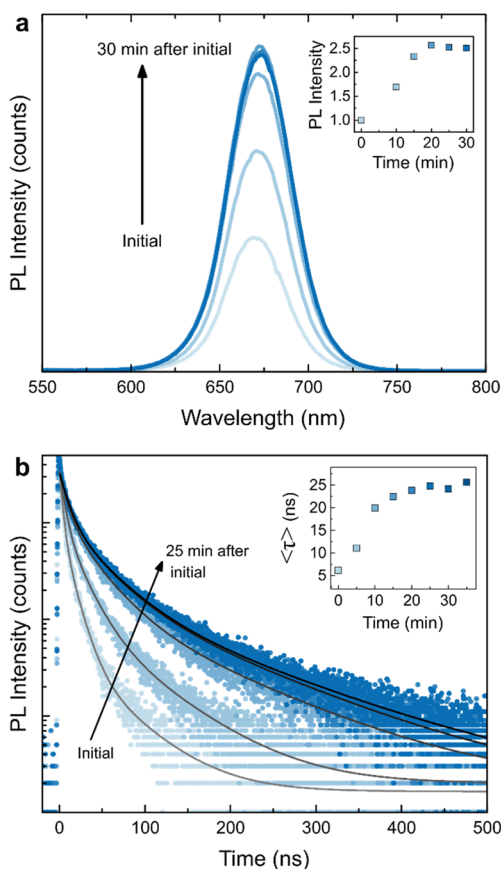 a
30 min after initial
Initial
PL Intensity (counts)
550 600 650 700 750 800
Wavelength (nm)
PL Intensity
2.5
2.0
1.5
1.0
0 10 20 30
Time (min)
b
25 min after
initial
Initial
PL Intensity (counts)
0 100 200 300 400 500
Time (ns)
<τ> (ns)
25
20
15
10
5
0 10 20 30
Time (min)